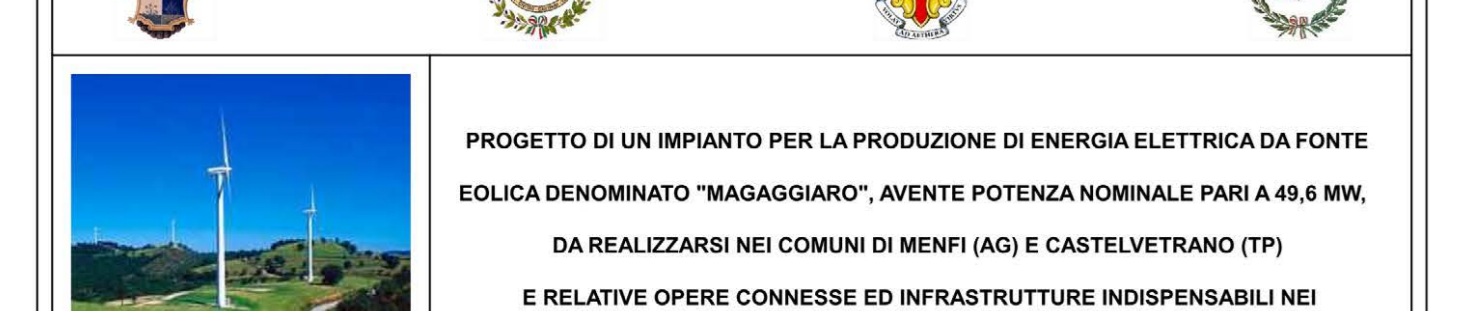 AD AETHERA
PROGETTO DI UN IMPIANTO PER LA PRODUZIONE DI ENERGIA ELETTRICA DA FONTE
EOLICA DENOMINATO "MAGAGGIARO", AVENTE POTENZA NOMINALE PARI A 49,6 MW,
DA REALIZZARSI NEI COMUNI DI MENFI (AG) E CASTELVETRANO (TP)
E RELATIVE OPERE CONNESSE ED INFRASTRUTTURE INDISPENSABILI NEI